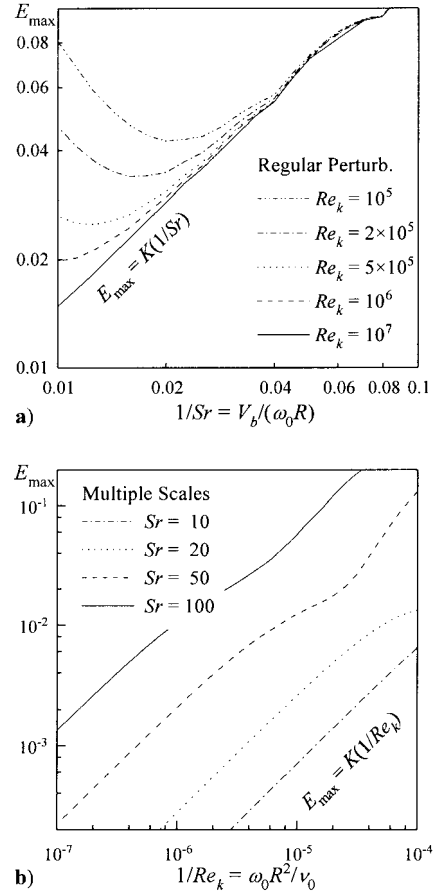 E_max
0.08
0.06
0.04
0.02
0.01
Regular Perturb.
Re_k = 10^5
Re_k = 2×10^5
Re_k = 5×10^5
Re_k = 10^6
Re_k = 10^7
E_max = K(1/Sr)
0.01 0.02 0.04 0.06 0.08 0.1
a) 1/Sr = V_b/(ω_0R)
E_max
10^-1
10^-2
10^-3
Multiple Scales
Sr = 10
Sr = 20
Sr = 50
Sr = 100
E_max = K(1/Re_k)
10^-7 10^-6 10^-5 10^-4
b) 1/Re_k = ω_0R^2/ν_0